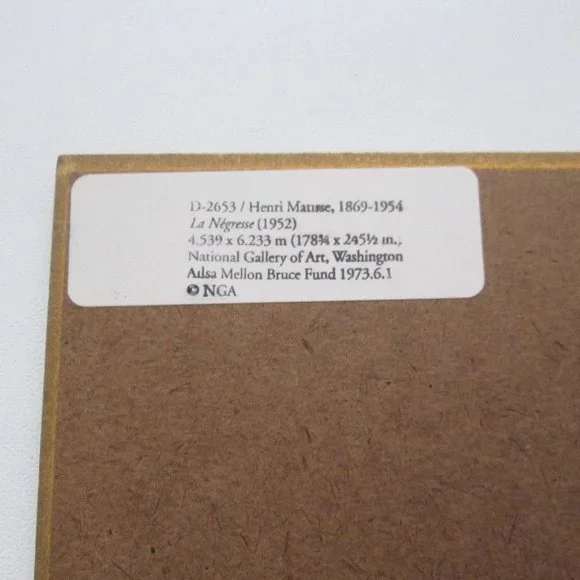 D-2653 / Henri Matisse, 1869-1954
La Négresse (1952)
4.539 x 6.233 m (178¾ x 245½ in.)
National Gallery of Art, Washington
Ailsa Mellon Bruce Fund 1973.6.1
© NGA